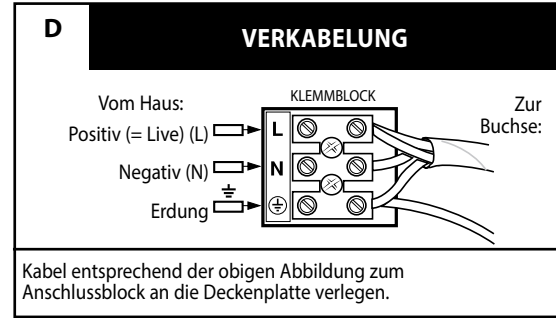 D
VERKABELUNG
KLEMMBLOCK
Vom Haus:
Zur
Buchse:
Positiv (= Live) (L)
L
Negativ (N)
N
Erdung
Kabel entsprechend der obigen Abbildung zum
Anschlussblock an die Deckenplatte verlegen.